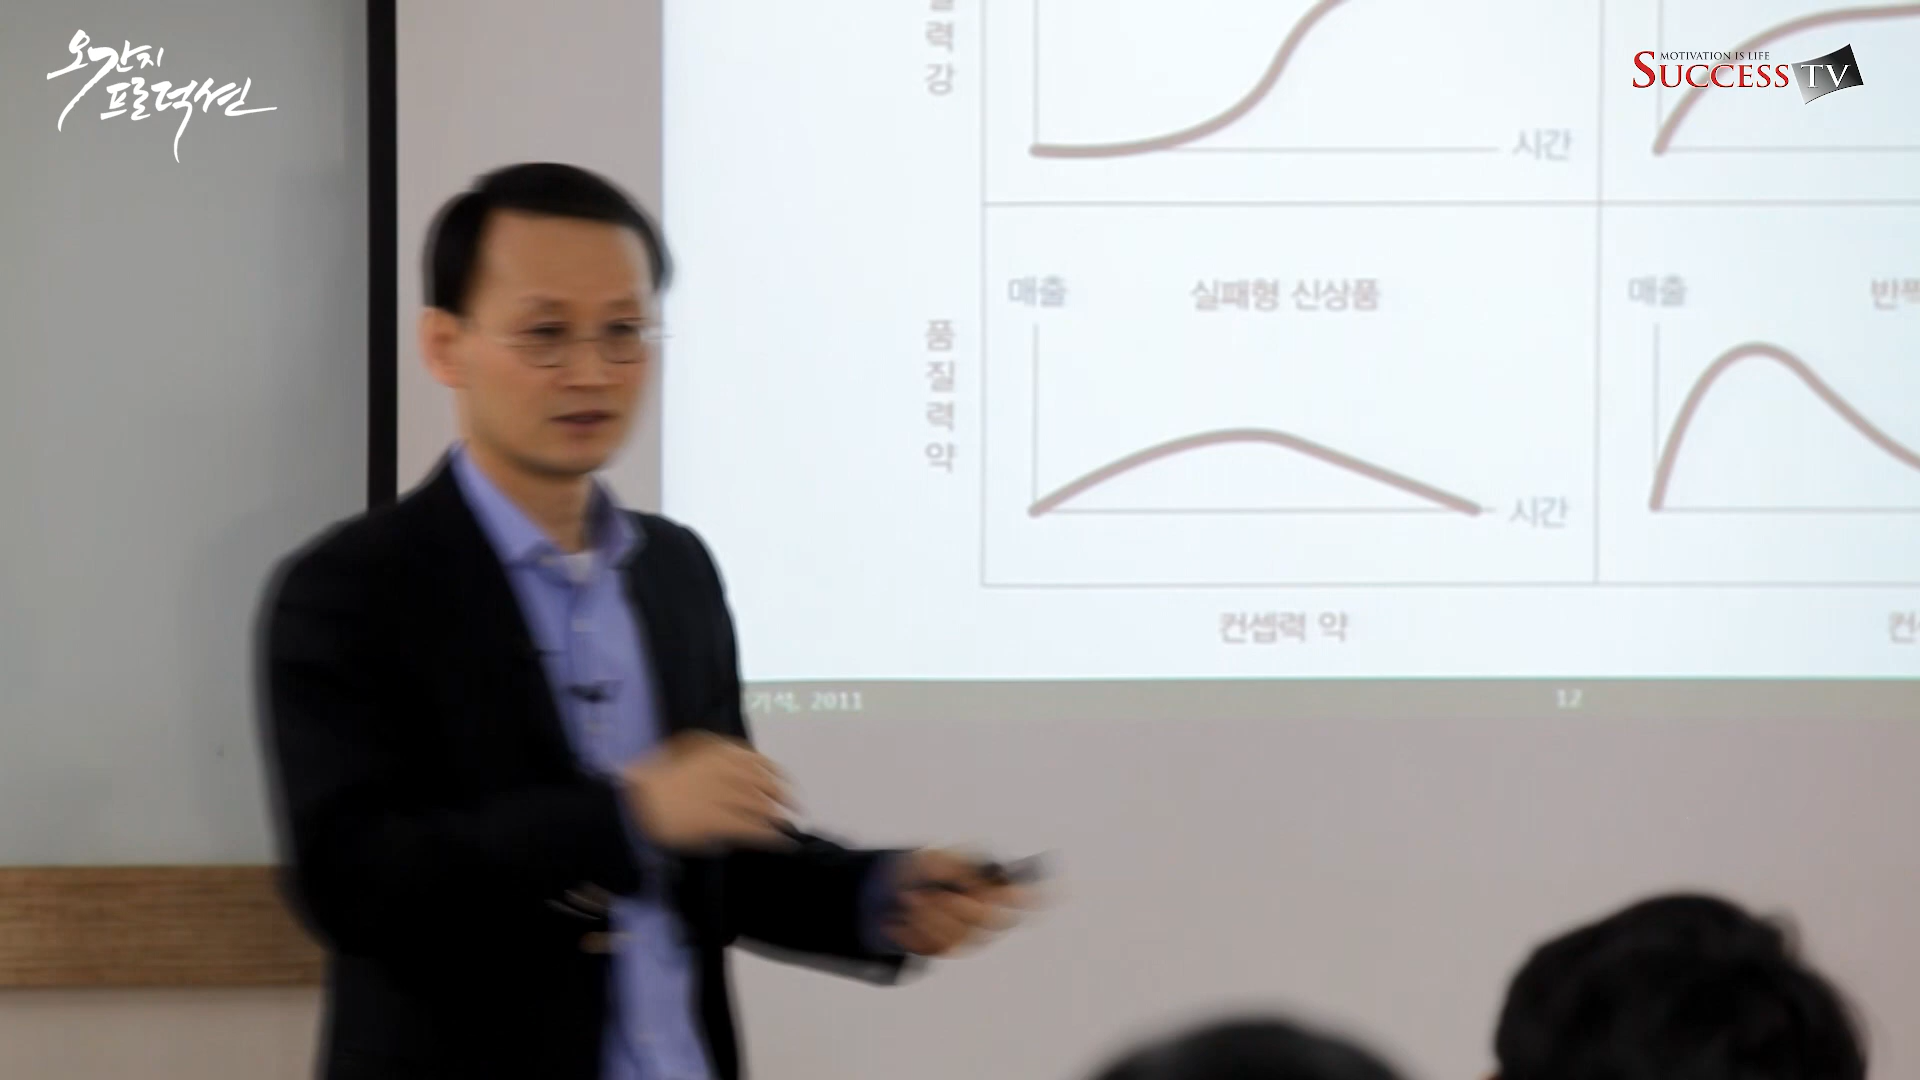 오가지
프로덕션
MOTIVATION IS LIFE
SUCCESS TV
력
강
시간
매출
실패형 신상품
매출
품
질
력
약
시간
컨셉력 약
2011
12